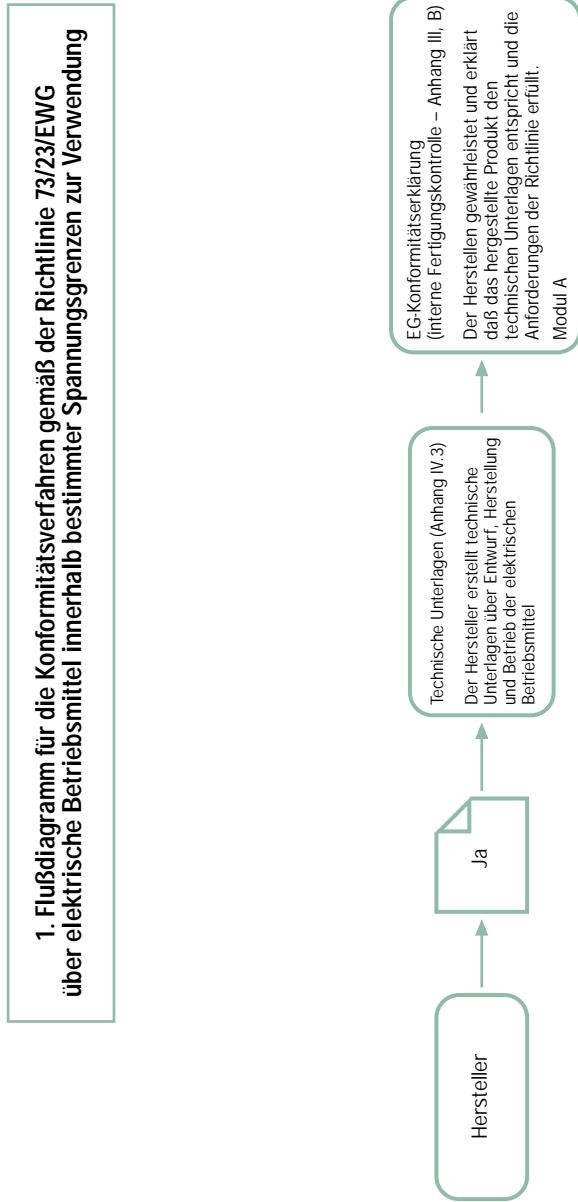 1. Flußdiagramm für die Konformitätsverfahren gemäß der Richtlinie 73/23/EWG
über elektrische Betriebsmittel innerhalb bestimmter Spannungsgrenzen zur Verwendung
Hersteller
Ja
Technische Unterlagen (Anhang IV.3)
Der Hersteller erstellt technische
Unterlagen über Entwurf, Herstellung
und Betrieb der elektrischen
Betriebsmittel
EG-Konformitätserklärung
(interne Fertigungskontrolle – Anhang III, B)
Der Herstellen gewährleistet und erklärt
daß das hergestellte Produkt den
technischen Unterlagen entspricht und die
Anforderungen der Richtlinie erfüllt.
Modul A